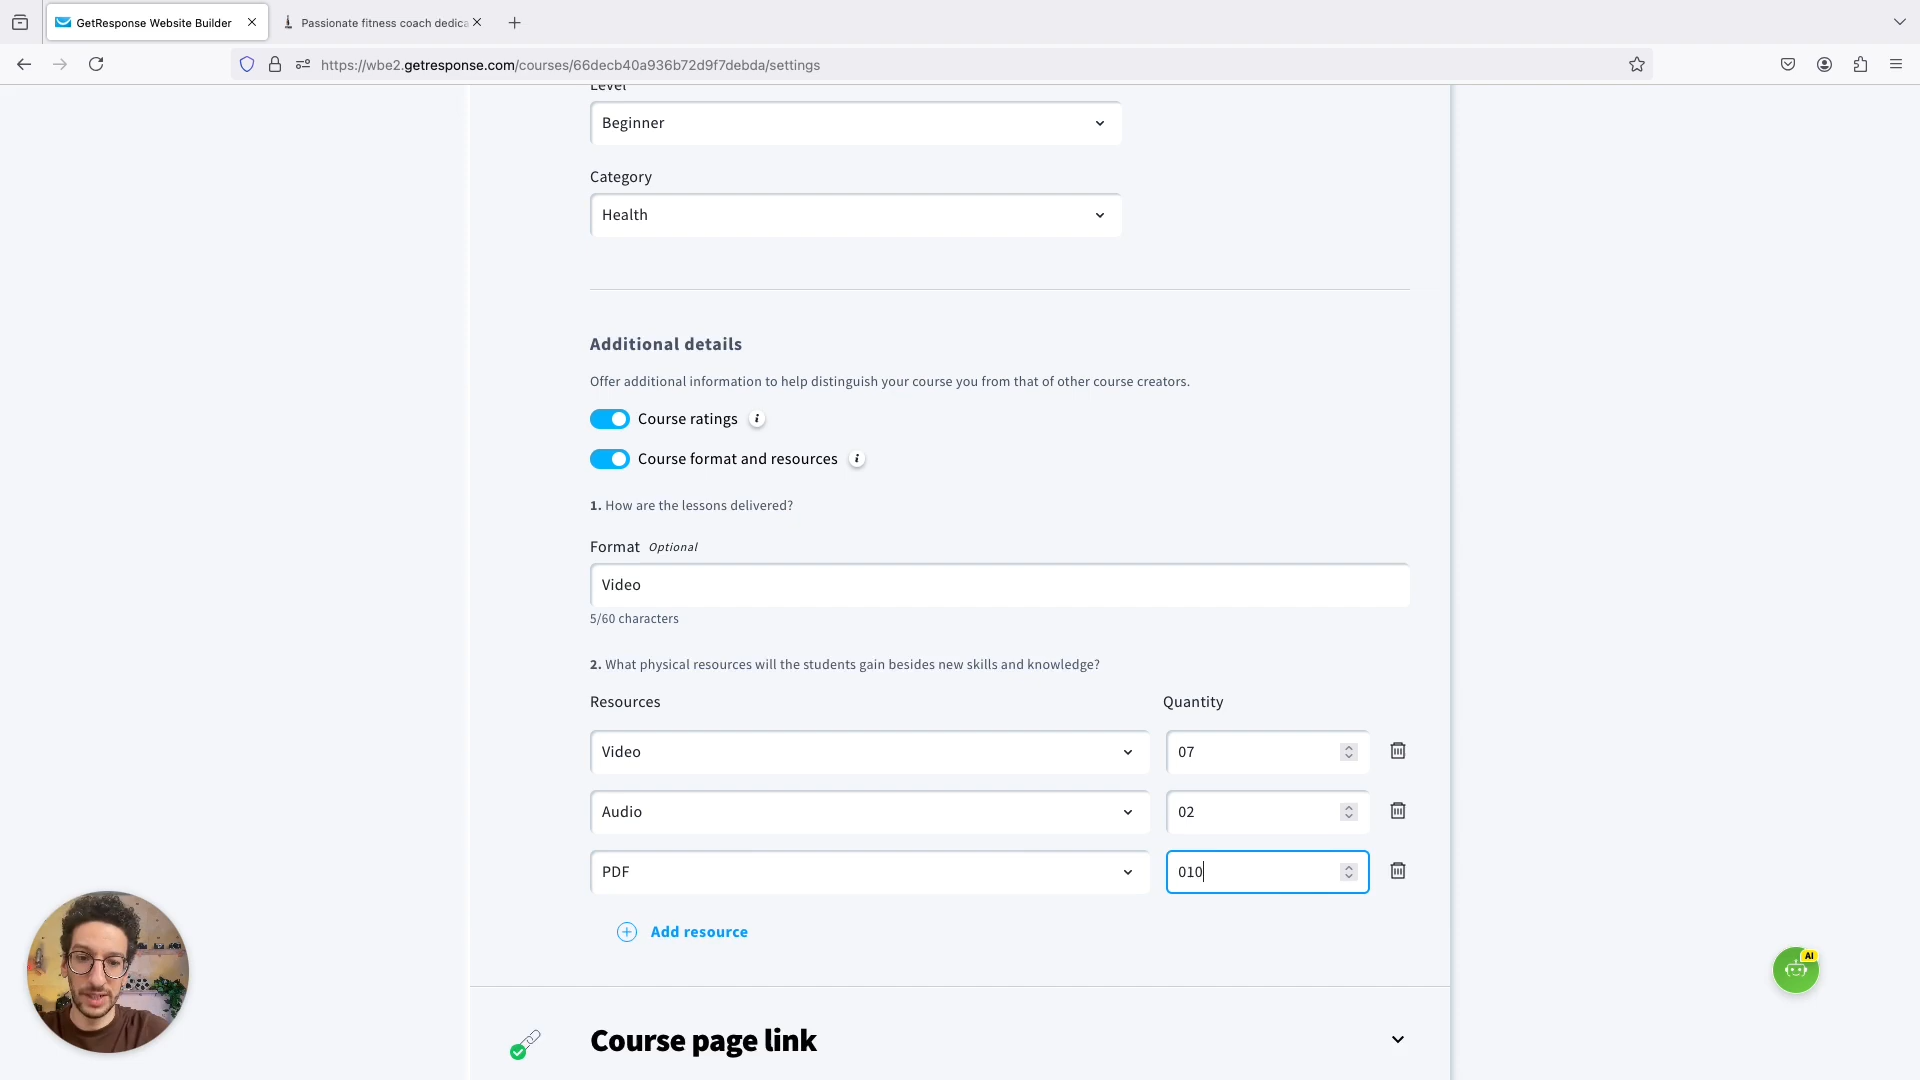 GetResponse Website Builder
Passionate fitness coach dedica
https://wbe2.getresponse.com/courses/66decb40a936b72d9f7debda/settings
Level
Beginner
Category
Health
Additional details
Offer additional information to help distinguish your course you from that of other course creators.
Course ratings i
Course format and resources i
1. How are the lessons delivered?
Format Optional
Video
5/60 characters
2. What physical resources will the students gain besides new skills and knowledge?
Resources Quantity
Video 07
Audio 02
PDF 010
Add resource
AI
Course page link